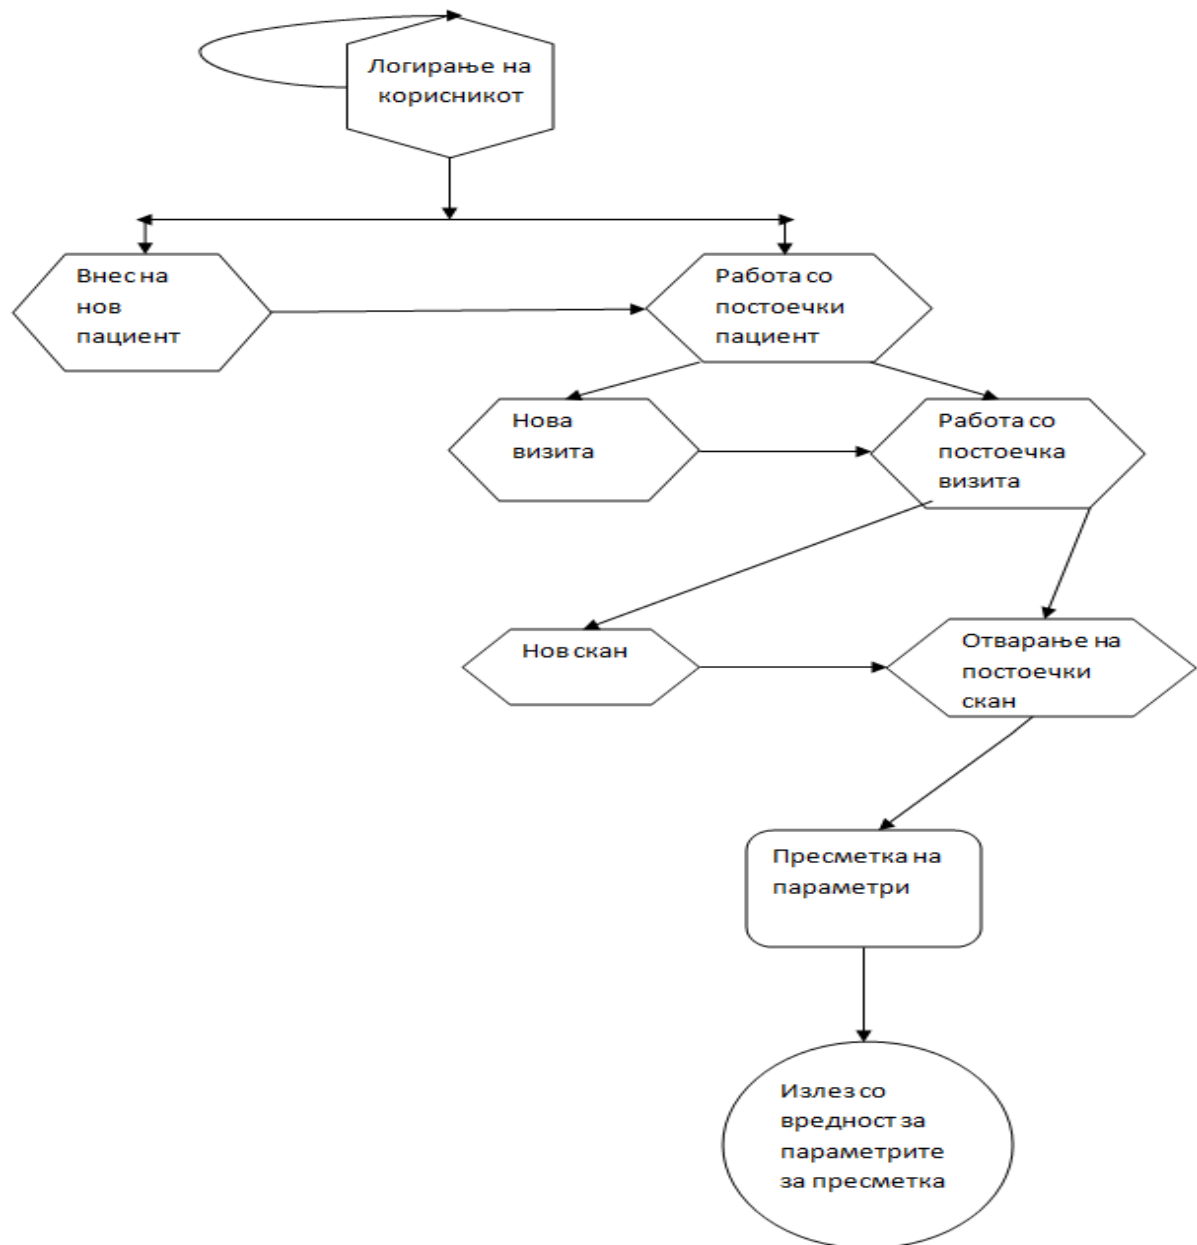 Логирање на
корисникот
Внес на
нов
пациент
Работа со
постоечки
пациент
Нова
визита
Работа со
постоечка
визита
Нов скан
Отварање на
постоечки
скан
Пресметка на
параметри
Излез со
вредност за
параметрите
за пресметка